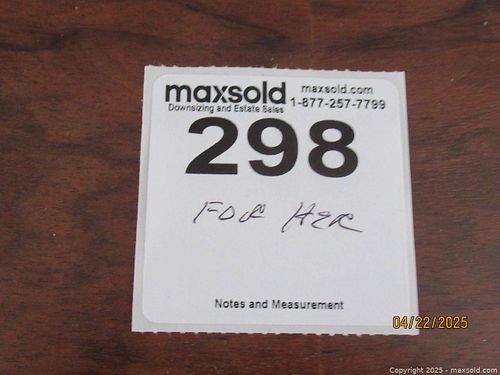 maxsold maxsold.com
Downsizing and Estate Sales 1-877-257-7799
298
FOR HER
Notes and Measurement
04/22/2025
Copyright 2025 - maxsold.com